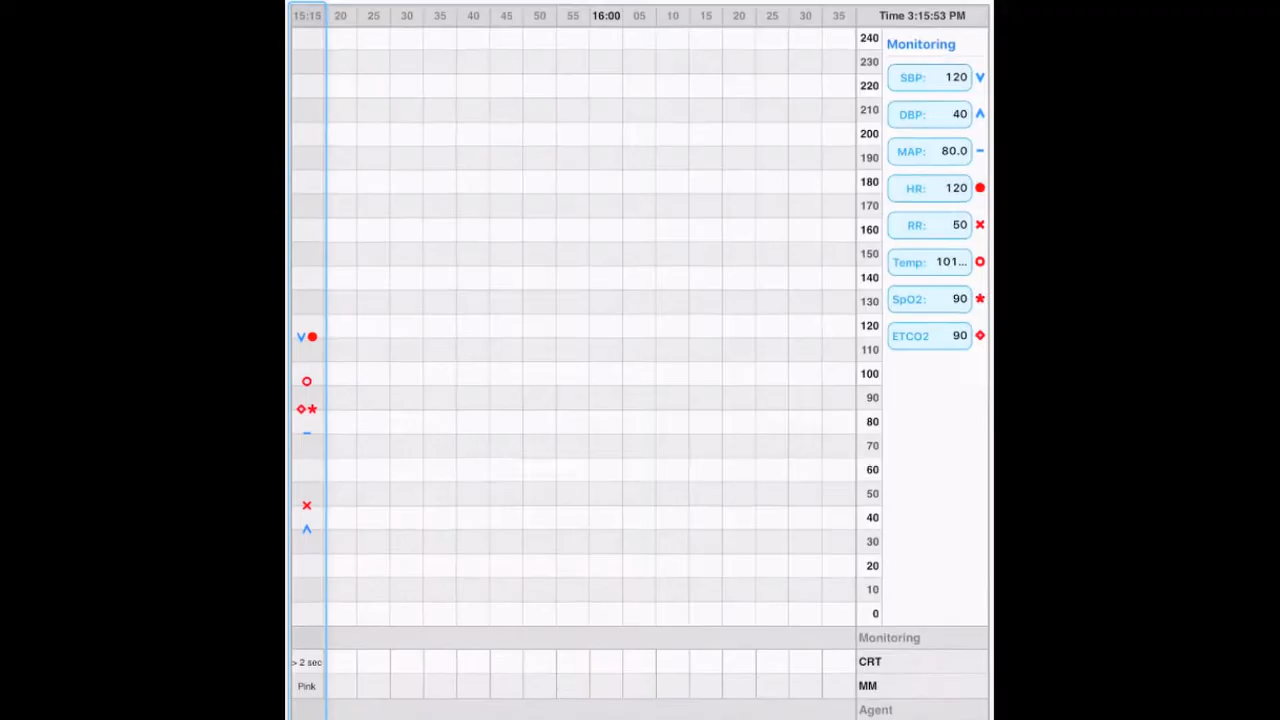 15:15 20 25 30 35 40 45 50 55 16:00 05 10 15 20 25 30 35 Time 3:15:53 PM
240
Monitoring
230
SBP: 120
220
210
DBP: 40
200
MAP: 80.0
190
180
HR: 120
170
160
RR: 50
150
Temp: 101...
140
130
SpO2: 90
120
ETCO2 90
110
100
90
80
70
60
50
40
30
20
10
0
Monitoring
> 2 sec CRT
Pink MM
Agent